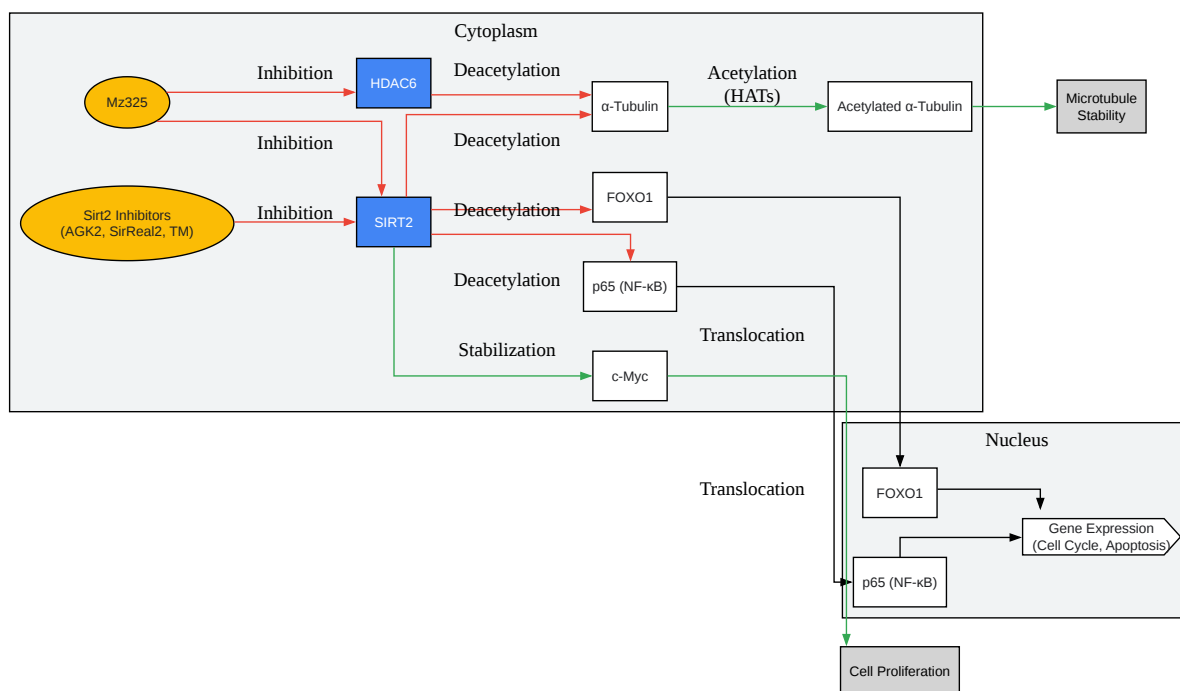 Cytoplasm
Inhibition
HDAC6
Deacetylation
Acetylation
(HATs)
Mz325
α-Tubulin
Acetylated α-Tubulin
Microtubule
Stability
Inhibition
Deacetylation
Sirt2 Inhibitors
(AGK2, SirReal2, TM)
Inhibition
SIRT2
Deacetylation
FOXO1
Deacetylation
p65 (NF-κB)
Stabilization
Translocation
c-Myc
Nucleus
Translocation
FOXO1
Gene Expression
(Cell Cycle, Apoptosis)
p65 (NF-κB)
Cell Proliferation